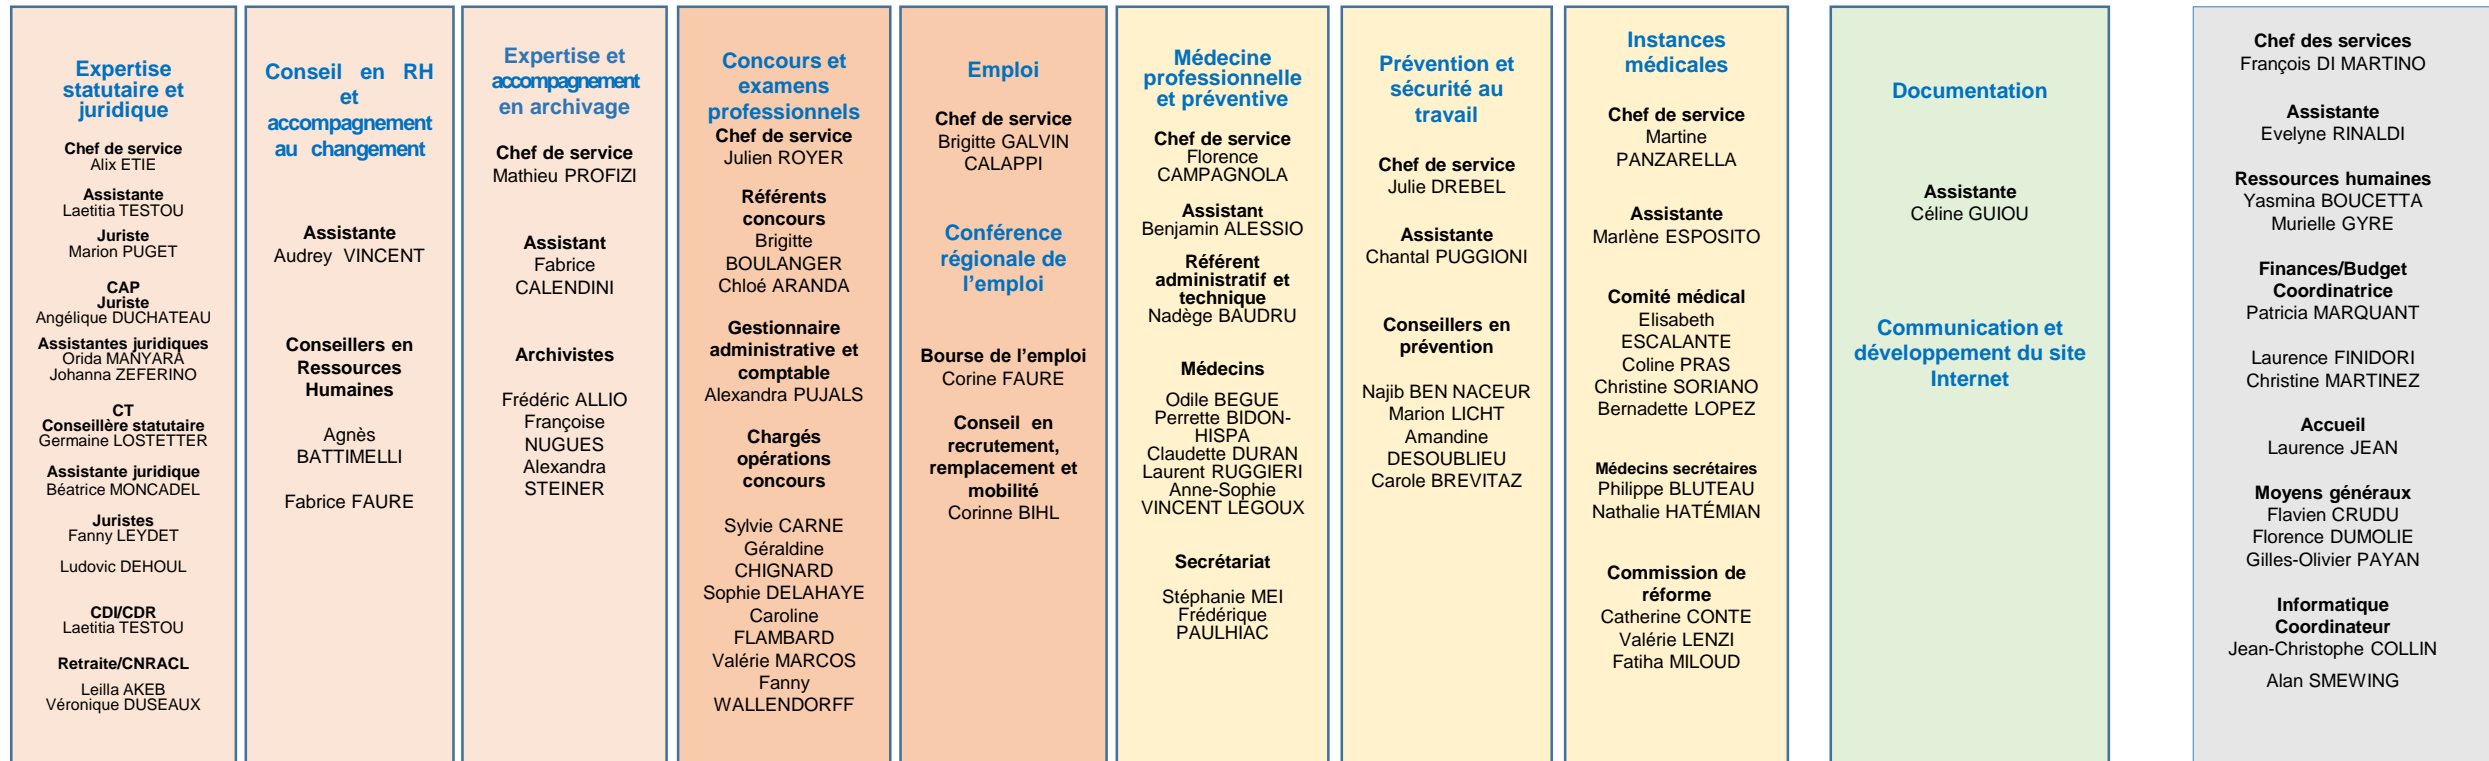 Expertise
statutaire et
juridique
Chef de service
Alix ETIE
Assistante
Laetitia TESTOU
Juriste
Marion PUGET
CAP
Juriste
Angélique DUCHATEAU
Assistantes juridiques
Orida MANYARA
Johanna ZEFERINO
CT
Conseillère statutaire
Germaine LOSTETTER
Assistante juridique
Béatrice MONCADEL
Juristes
Fanny LEYDET
Ludovic DEHOUL
CDI/CDR
Laetitia TESTOU
Retraite/CNRACL
Leilla AKEB
Véronique DUSEAUX
Conseil en RH
et
accompagnement
au changement
Assistante
Audrey VINCENT
Conseillers en
Ressources
Humaines
Agnès
BATTIMELLI
Fabrice FAURE
Expertise et
accompagnement
en archivage
Chef de service
Mathieu PROFIZI
Assistant
Fabrice
CALENDINI
Archivistes
Frédéric ALLIO
Françoise
NUGUES
Alexandra
STEINER
Concours et
examens
professionnels
Chef de service
Julien ROYER
Référents
concours
Brigitte
BOULANGER
Chloé ARANDA
Gestionnaire
administrative et
comptable
Alexandra PUJALS
Chargés
opérations
concours
Sylvie CARNE
Géraldine
CHIGNARD
Sophie DELAHAYE
Caroline
FLAMBARD
Valérie MARCOS
Fanny
WALLENDORFF
Emploi
Chef de service
Brigitte GALVIN
CALAPPI
Conférence
régionale de
l'emploi
Bourse de l'emploi
Corine FAURE
Conseil en
recrutement,
remplacement et
mobilité
Corinne BIHL
Médecine
professionnelle
et préventive
Chef de service
Florence
CAMPAGNOLA
Assistant
Benjamin ALESSIO
Référent
administratif et
technique
Nadège BAUDRU
Médecins
Odile BEGUE
Perrette BIDON-
HISPA
Claudette DURAN
Laurent RUGGIERI
Anne-Sophie
VINCENT LEGOUX
Secrétariat
Stéphanie MEI
Frédérique
PAULHIAC
Prévention et
sécurité au
travail
Chef de service
Julie DREBEL
Assistante
Chantal PUGGIONI
Conseillers en
prévention
Najib BEN NACEUR
Marion LICHT
Amandine
DESOUBLIEU
Carole BREVITAZ
Instances
médicales
Chef de service
Martine
PANZARELLA
Assistante
Marlène ESPOSITO
Comité médical
Elisabeth
ESCALANTE
Coline PRAS
Christine SORIANO
Bernadette LOPEZ
Médecins secrétaires
Philippe BLUTEAU
Nathalie HATÉMIAN
Commission de
réforme
Catherine CONTE
Valérie LENZI
Fatiha MILOUD
Documentation
Assistante
Céline GUIOU
Communication et
développement du site
Internet
Chef des services
François DI MARTINO
Assistante
Evelyne RINALDI
Ressources humaines
Yasmina BOUCETTA
Murielle GYRE
Finances/Budget
Coordinatrice
Patricia MARQUANT
Laurence FINIDORI
Christine MARTINEZ
Accueil
Laurence JEAN
Moyens généraux
Flavien CRUDU
Florence DUMOLIE
Gilles-Olivier PAYAN
Informatique
Coordinateur
Jean-Christophe COLLIN
Alan SMEWING